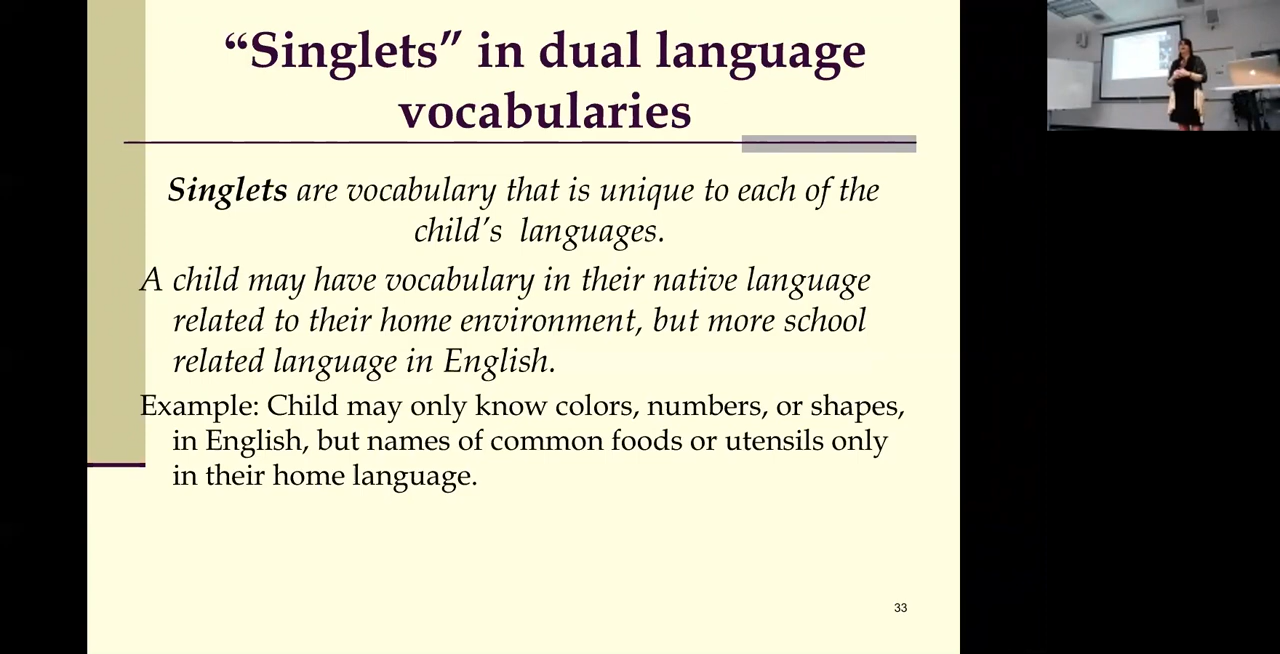 “Singlets” in dual language
vocabularies
Singlets are vocabulary that is unique to each of the
child’s  languages.
A child may have vocabulary in their native language
related to their home environment, but more school
related language in English.
Example: Child may only know colors, numbers, or shapes,
in English, but names of common foods or utensils only
in their home language.
33